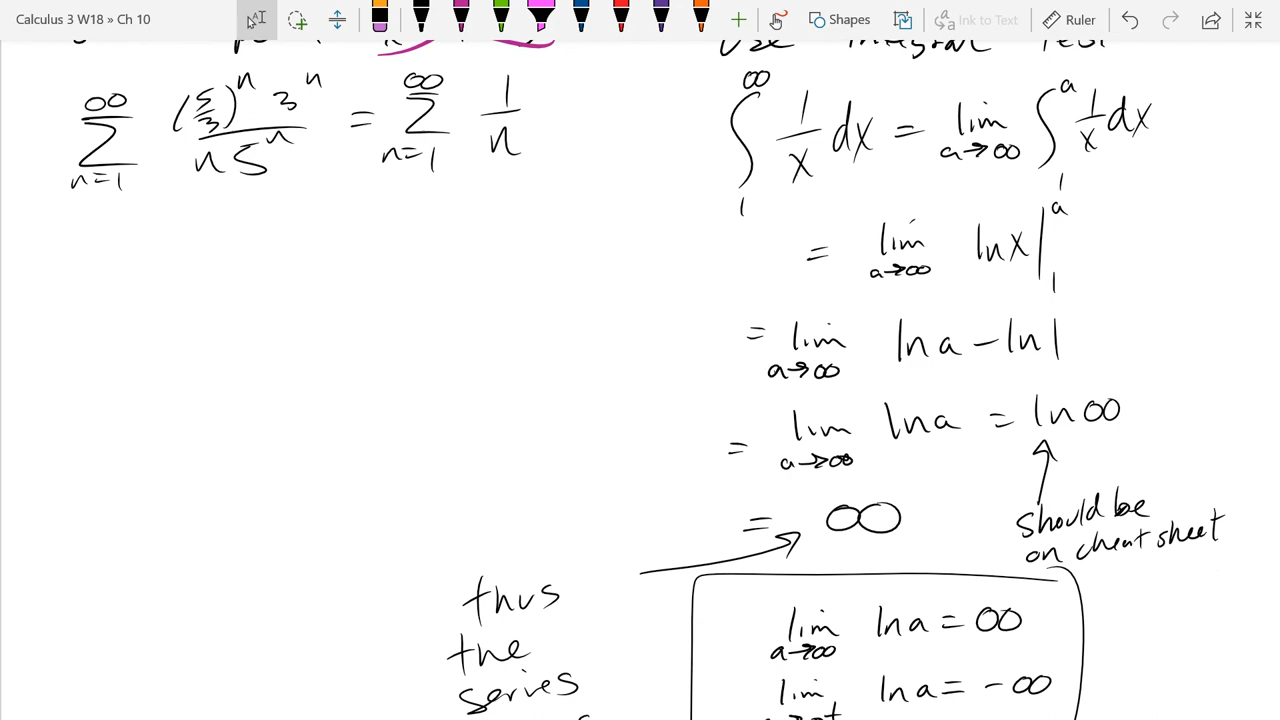 Calculus 3 W18 » Ch 10
Shapes
Ink to Text
Ruler
Use Integral Test
∑_{n=1}^{∞} (5/3)^n 3^n / (n 5^n) = ∑_{n=1}^{∞} 1/n
∫_1^∞ 1/x dx = lim_{a→∞} ∫_1^a 1/x dx
= lim_{a→∞} ln x |_1^a
= lim_{a→∞} ln a − ln 1
= lim_{a→∞} ln a = ln ∞
should be
on cheat sheet
= ∞
thus
the
series
lim_{a→∞} ln a = ∞
lim ln a = −∞